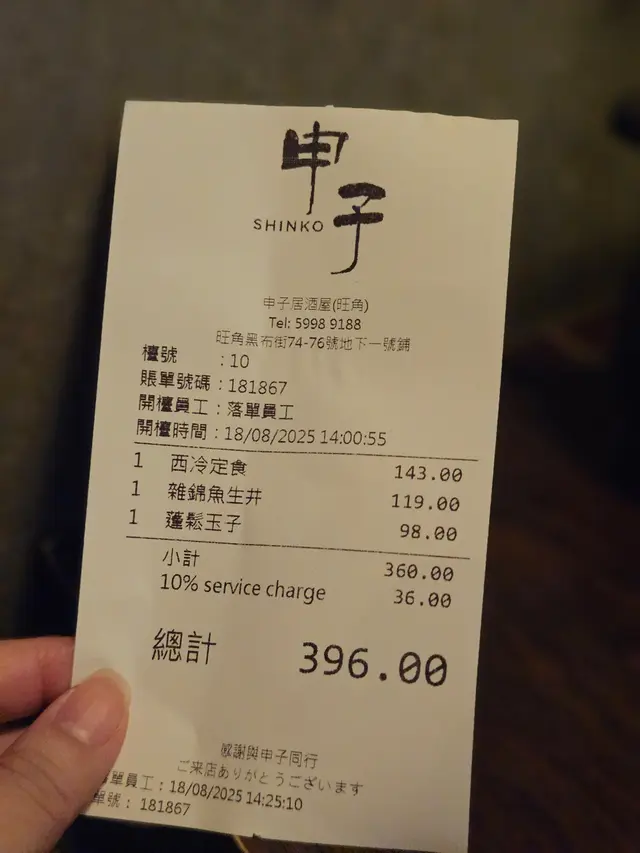 申子
SHINKO
申子居酒屋(旺角)
Tel: 5998 9188
旺角黑布街74-76號地下一號鋪
檯號 : 10
賬單號碼 : 181867
開檯員工 : 落單員工
開檯時間 : 18/08/2025 14:00:55
1 西冷定食 143.00
1 雜錦魚生井 119.00
1 蓬鬆玉子 98.00
小計 360.00
10% service charge 36.00
總計 396.00
感謝與申子同行
ご来店ありがとうございます
單員工 : 18/08/2025 14:25:10
單號 : 181867